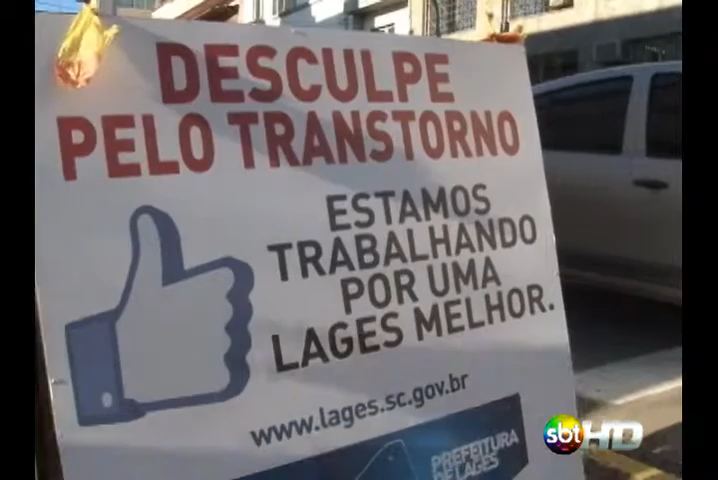 DESCULPE
PELO TRANSTORNO
ESTAMOS
TRABALHANDO
POR UMA
LAGES MELHOR.
www.lages.sc.gov.br
PREFEITURA
DE LAGES
sbt HD